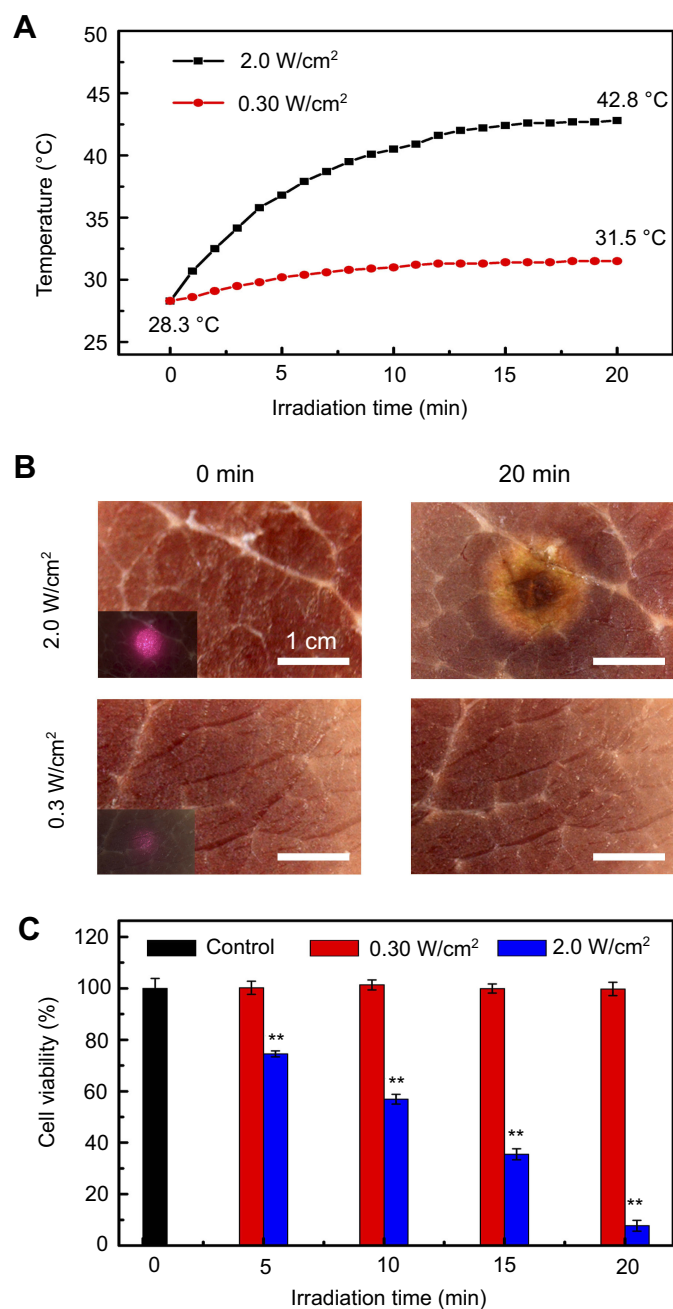 A
50
45
40
35
30
25
Temperature (°C)
2.0 W/cm²
0.30 W/cm²
42.8 °C
31.5 °C
28.3 °C
0 5 10 15 20
Irradiation time (min)
B
0 min 20 min
2.0 W/cm²
1 cm
0.3 W/cm²
C
120
100
80
60
40
20
0
Cell viability (%)
Control 0.30 W/cm² 2.0 W/cm²
**
**
**
**
0 5 10 15 20
Irradiation time (min)